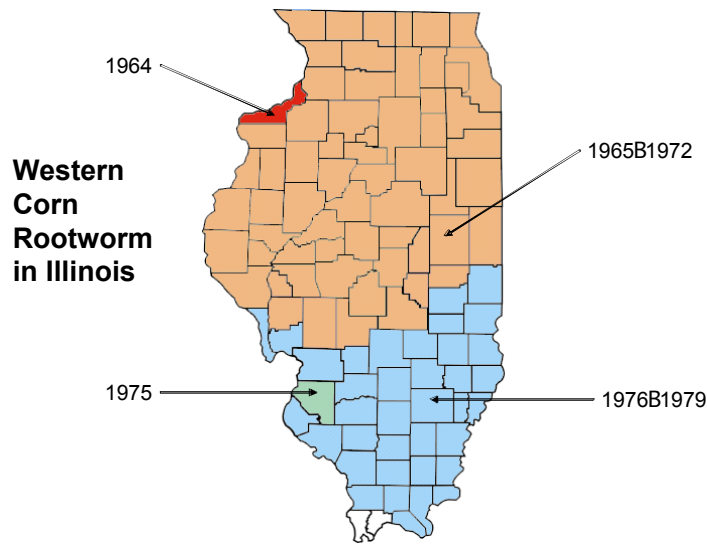 1964
1965B1972
Western
Corn
Rootworm
in Illinois
1975
1976B1979